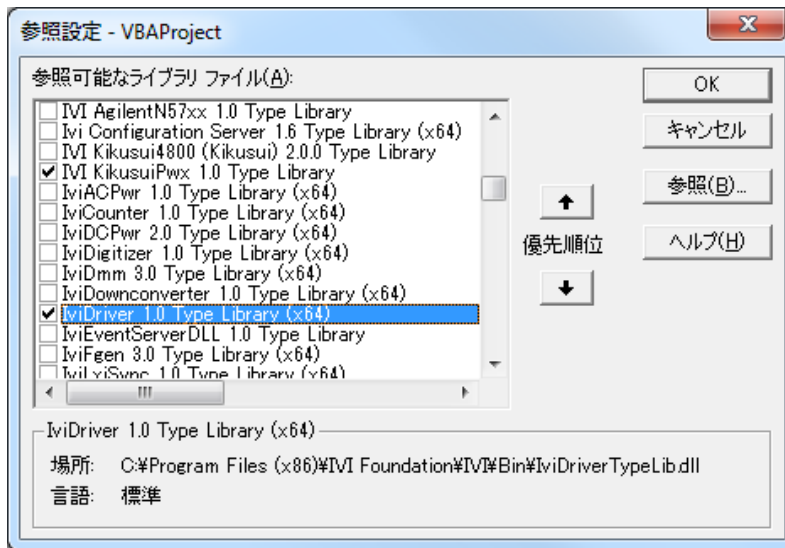 参照設定 - VBAProject
参照可能なライブラリ ファイル(A):
IVI AgilentN57xx 1.0 Type Library
Ivi Configuration Server 1.6 Type Library (x64)
IVI Kikusui4800 (Kikusui) 2.0.0 Type Library
IVI KikusuiPwx 1.0 Type Library
IviACPwr 1.0 Type Library (x64)
IviCounter 1.0 Type Library (x64)
IviDCPwr 2.0 Type Library (x64)
IviDigitizer 1.0 Type Library (x64)
IviDmm 3.0 Type Library (x64)
IviDownconverter 1.0 Type Library (x64)
IviDriver 1.0 Type Library (x64)
IviEventServerDLL 1.0 Type Library
IviFgen 3.0 Type Library (x64)
IviLxiSync 1.0 Type Library (x64)
OK
キャンセル
参照(B)...
ヘルプ(H)
優先順位
IviDriver 1.0 Type Library (x64)
場所: C:¥Program Files (x86)¥IVI Foundation¥IVI¥Bin¥IviDriverTypeLib.dll
言語: 標準